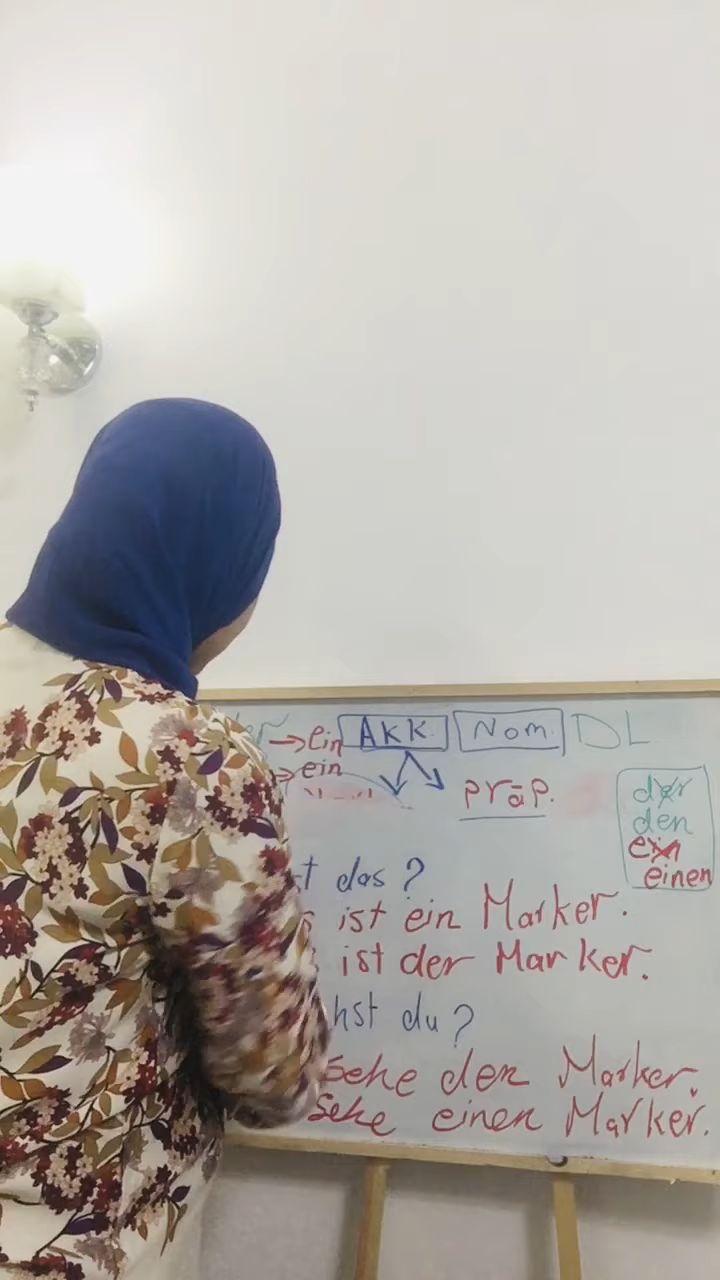 → ein AKK. Nom. DL
→ ein präp.
der
den
ein
einen
t das?
s ist ein Marker.
ist der Marker.
hst du?
sehe den Marker.
sehe einen Marker.